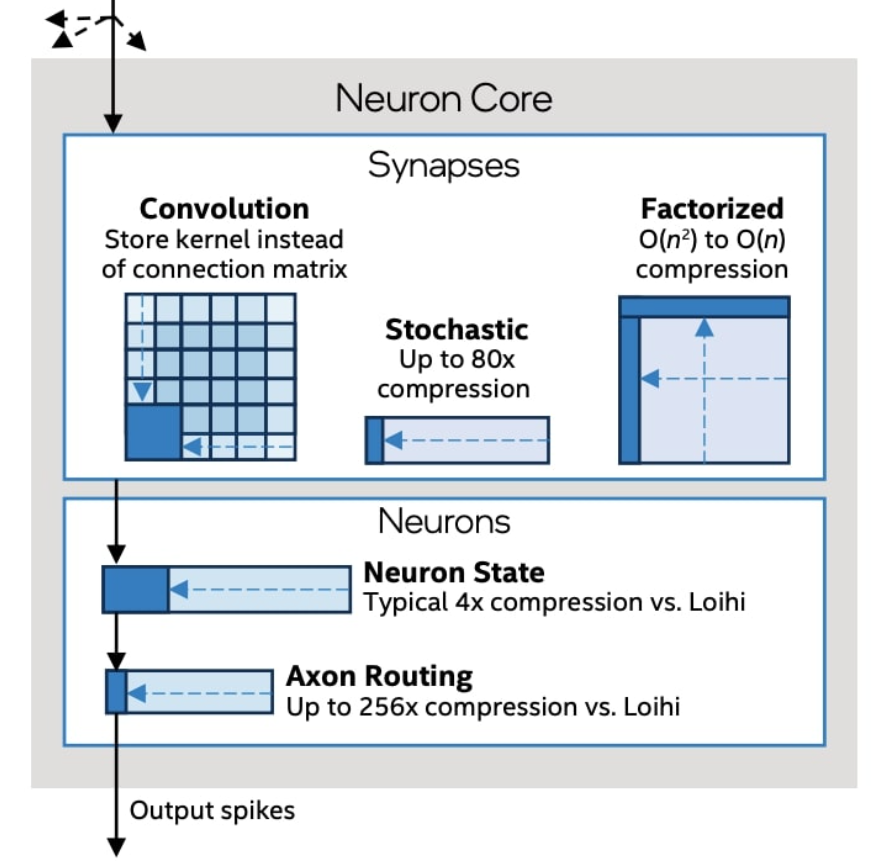 Neuron Core
Synapses
Convolution
Store kernel instead
of connection matrix
Stochastic
Up to 80x
compression
Factorized
O(n²) to O(n)
compression
Neurons
Neuron State
Typical 4x compression vs. Loihi
Axon Routing
Up to 256x compression vs. Loihi
Output spikes